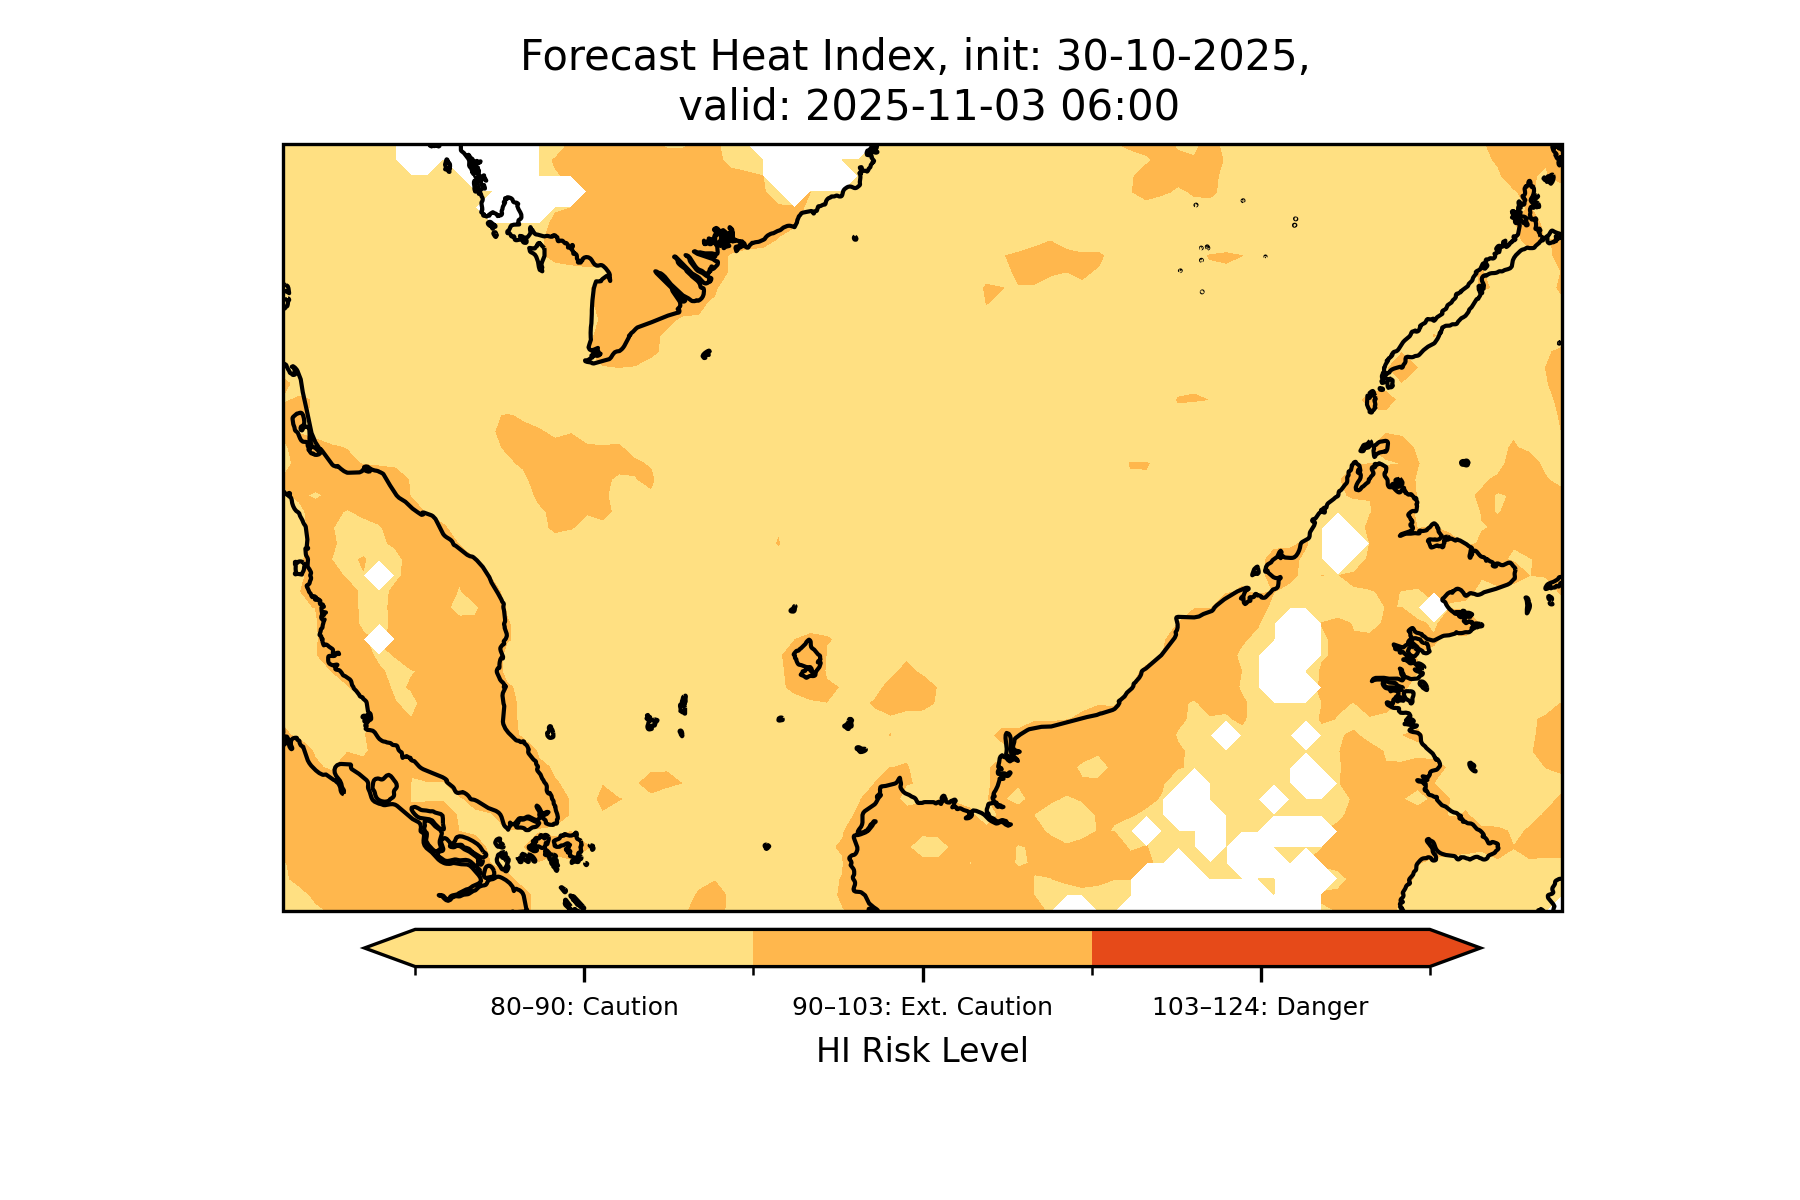 Forecast Heat Index, init: 30-10-2025,
valid: 2025-11-03 06:00
80–90: Caution
90–103: Ext. Caution
103–124: Danger
HI Risk Level